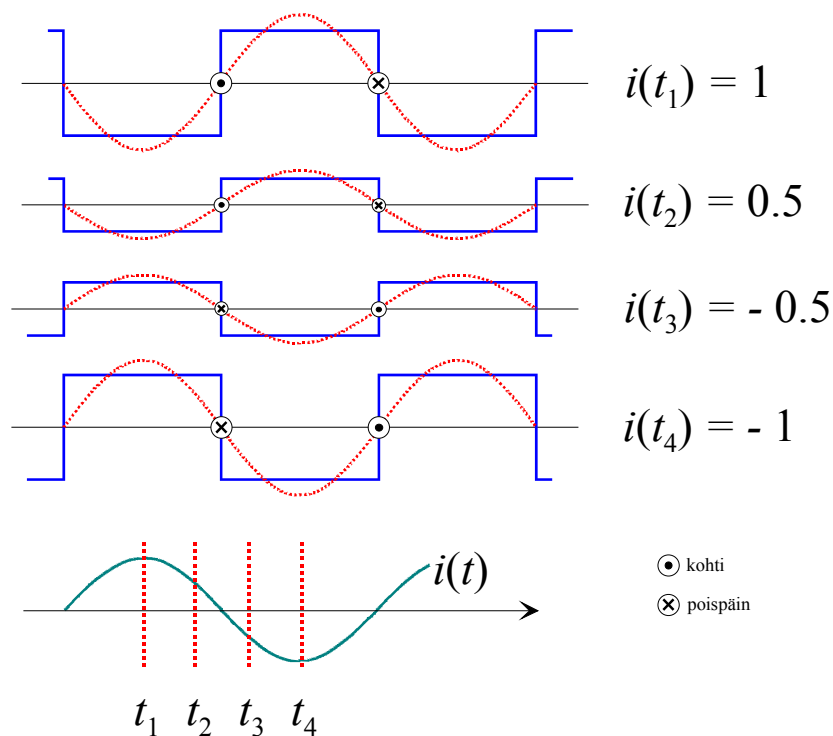 i(t₁) = 1
i(t₂) = 0.5
i(t₃) = - 0.5
i(t₄) = - 1
i(t)
kohti
poispäin
t₁ t₂ t₃ t₄